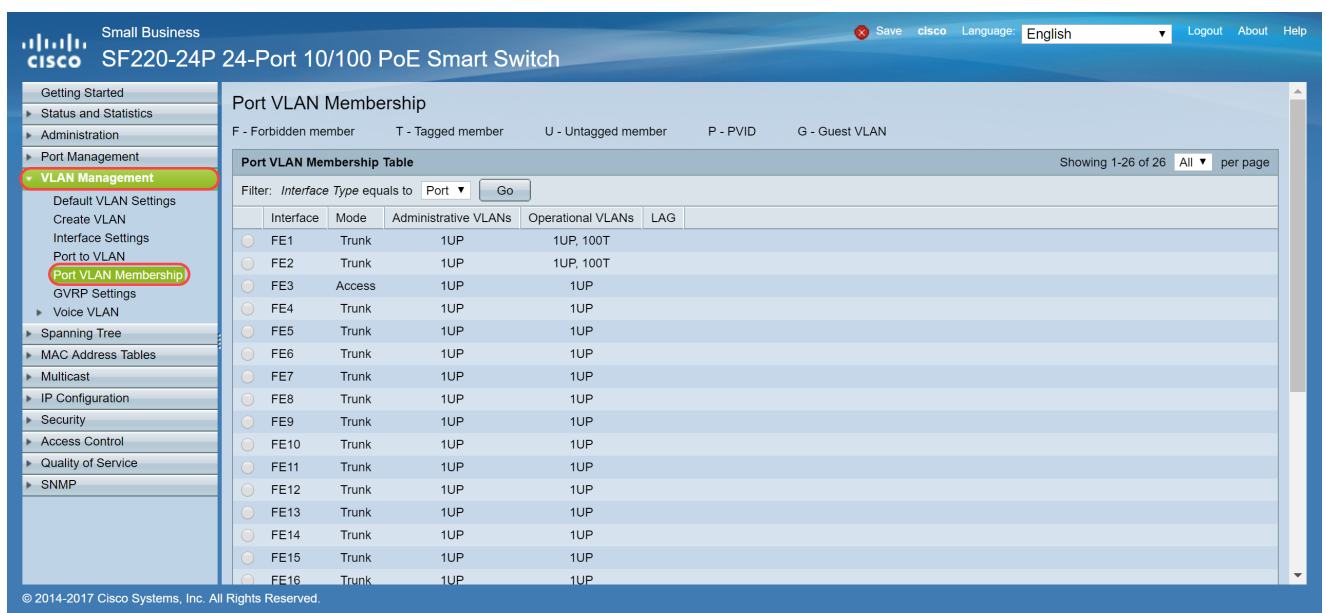 Small Business
cisco SF220-24P 24-Port 10/100 PoE Smart Switch
Save cisco Language: English Logout About Help
Getting Started
Status and Statistics
Administration
Port Management
VLAN Management
Default VLAN Settings
Create VLAN
Interface Settings
Port to VLAN
Port VLAN Membership
GVRP Settings
Voice VLAN
Spanning Tree
MAC Address Tables
Multicast
IP Configuration
Security
Access Control
Quality of Service
SNMP
Port VLAN Membership
F - Forbidden member T - Tagged member U - Untagged member P - PVID G - Guest VLAN
Port VLAN Membership Table Showing 1-26 of 26 All per page
Filter: Interface Type equals to Port Go
Interface Mode Administrative VLANs Operational VLANs LAG
FE1 Trunk 1UP 1UP, 100T
FE2 Trunk 1UP 1UP, 100T
FE3 Access 1UP 1UP
FE4 Trunk 1UP 1UP
FE5 Trunk 1UP 1UP
FE6 Trunk 1UP 1UP
FE7 Trunk 1UP 1UP
FE8 Trunk 1UP 1UP
FE9 Trunk 1UP 1UP
FE10 Trunk 1UP 1UP
FE11 Trunk 1UP 1UP
FE12 Trunk 1UP 1UP
FE13 Trunk 1UP 1UP
FE14 Trunk 1UP 1UP
FE15 Trunk 1UP 1UP
FE16 Trunk 1UP 1UP
© 2014-2017 Cisco Systems, Inc. All Rights Reserved.